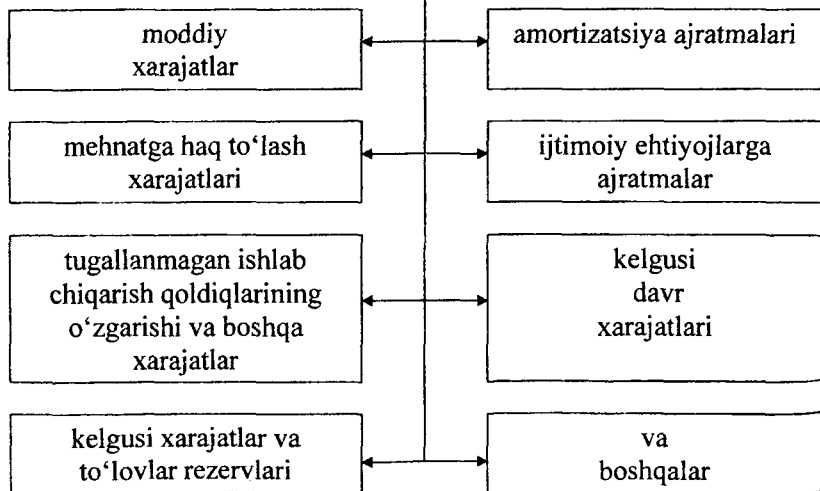 moddiy
xarajatlar
amortizatsiya ajratmalari
mehnatga haq to‘lash
xarajatlari
ijtimoiy ehtiyojlarga
ajratmalar
tugallanmagan ishlab
chiqarish qoldiqlarining
o‘zgarishi va boshqa
xarajatlar
kelgusi
davr
xarajatlari
kelgusi xarajatlar va
to‘lovlar rezervlari
va
boshqalar